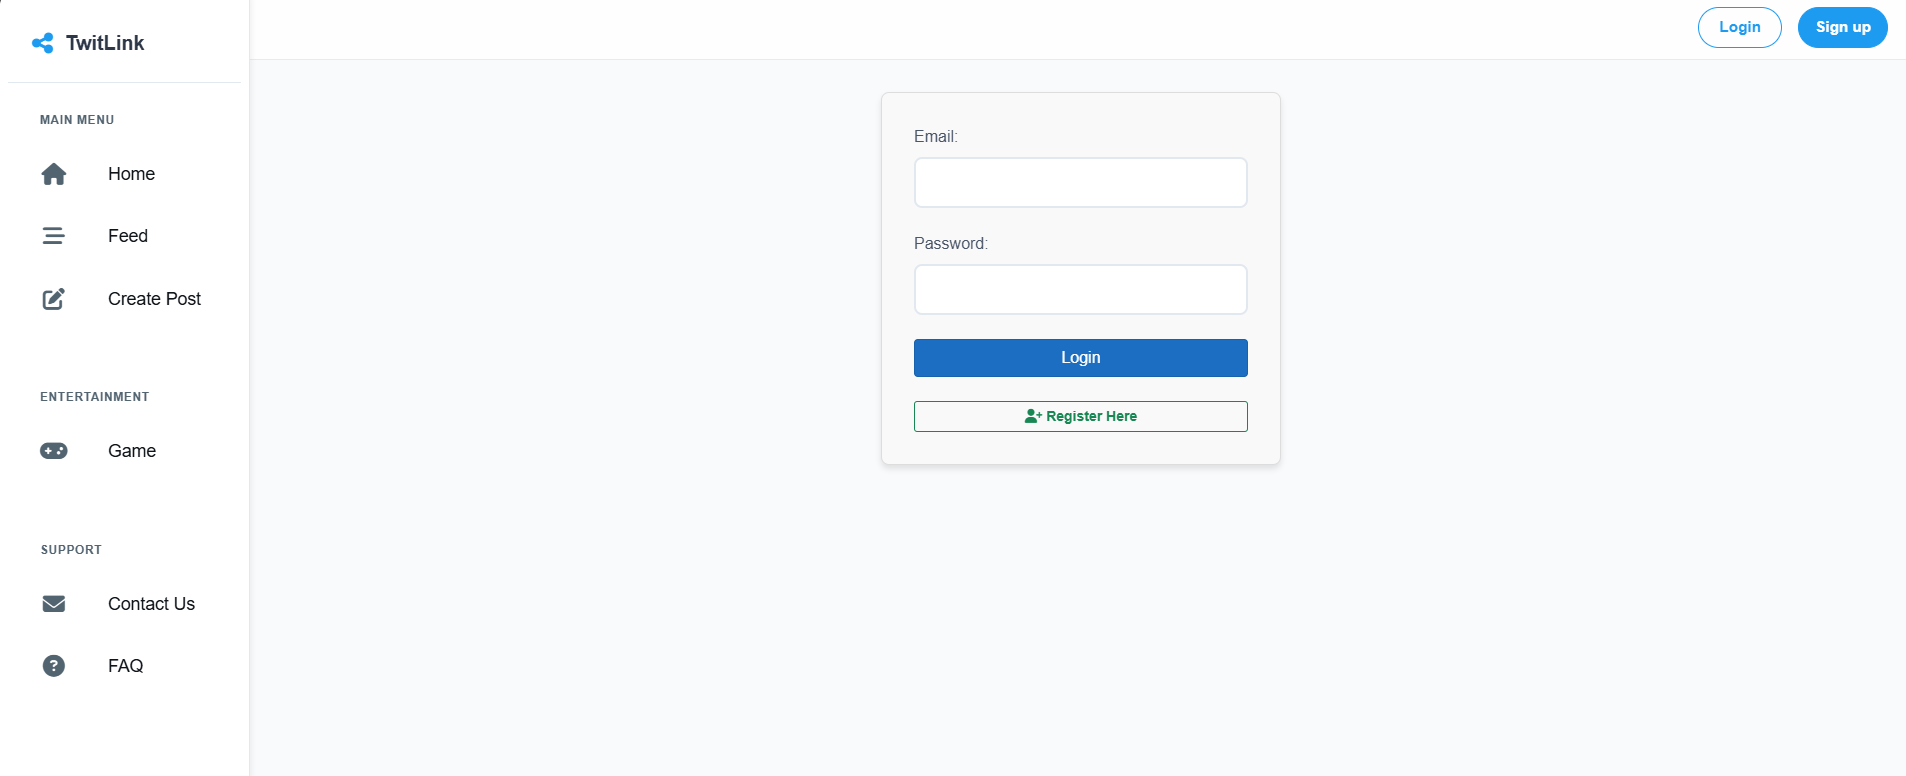 TwitLink
Login
Sign up
MAIN MENU
Home
Feed
Create Post
ENTERTAINMENT
Game
SUPPORT
Contact Us
FAQ
Email:
Password:
Login
Register Here